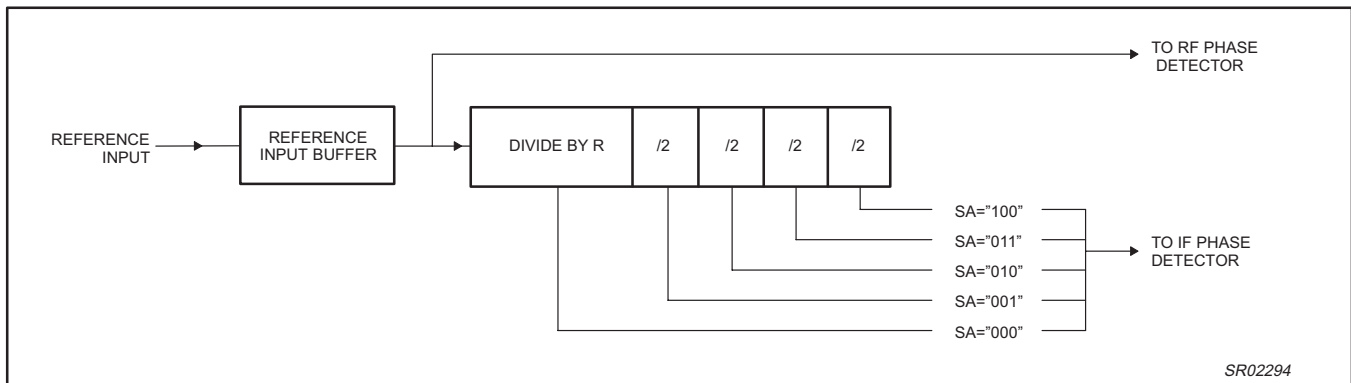 TO RF PHASE
DETECTOR
REFERENCE
INPUT
REFERENCE
INPUT BUFFER
DIVIDE BY R
/2
/2
/2
/2
SA=”100”
SA=”011”
SA=”010”
SA=”001”
SA=”000”
TO IF PHASE
DETECTOR
SR02294